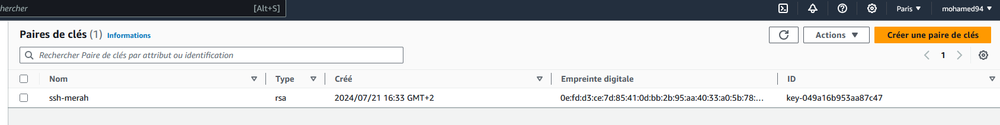 hercher [Alt+S] Paris mohamed94
Paires de clés (1) Informations Actions Créer une paire de clés
Rechercher Paire de clés par attribut ou identification 1
Nom Type Créé Empreinte digitale ID
ssh-merah rsa 2024/07/21 16:33 GMT+2 0e:fd:d3:ce:7d:85:41:0d:bb:2b:95:aa:40:33:a0:5b:78:... key-049a16b953aa87c47